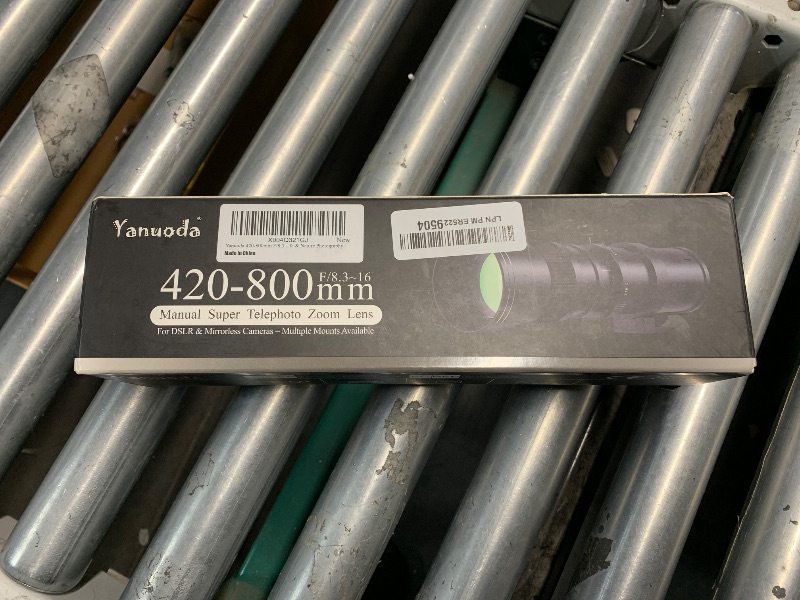 Yanuoda
New
Made in China
LPN PM ER5229504
420-800mm
F/8.3~16
Manual Super Telephoto Zoom Lens
For DSLR & Mirrorless Cameras – Multiple Mounts Available